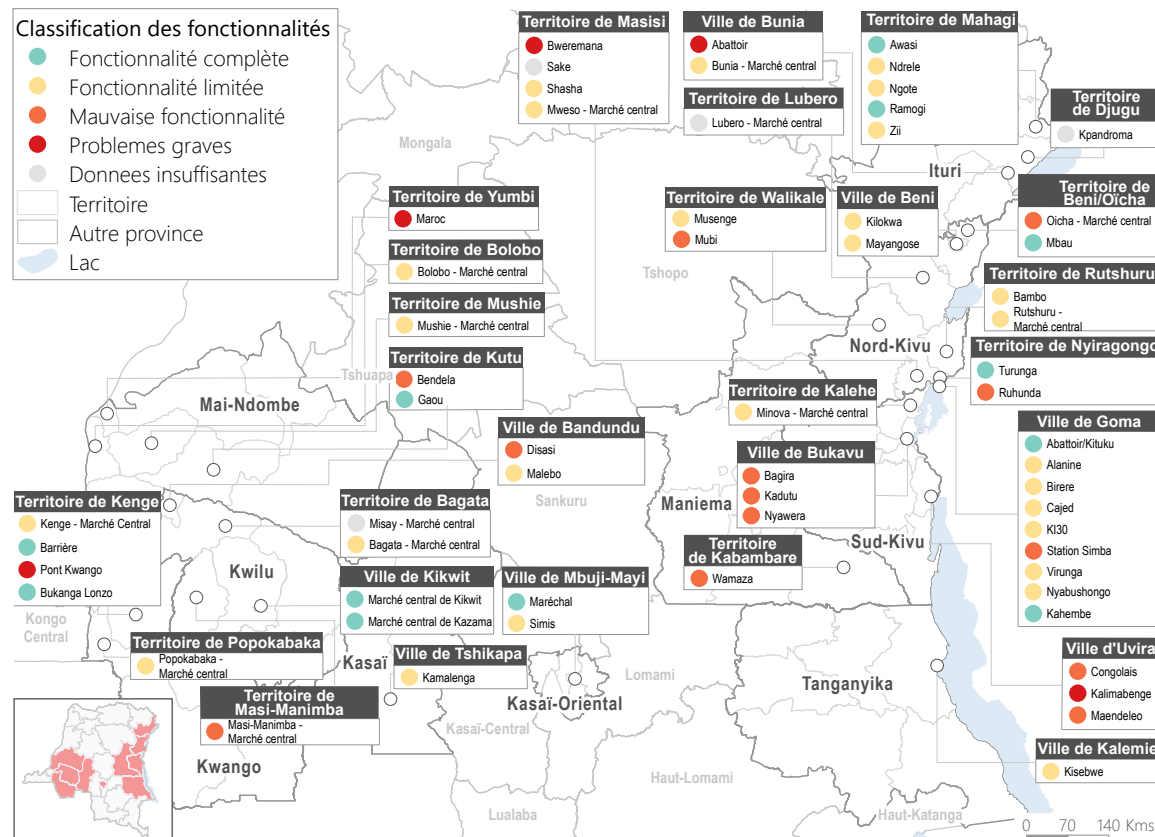 Classification des fonctionnalités
Fonctionnalité complète
Fonctionnalité limitée
Mauvaise fonctionnalité
Problemes graves
Donnees insuffisantes
Territoire
Autre province
Lac
Territoire de Masisi
Bweremana
Sake
Shasha
Mweso - Marché central
Ville de Bunia
Abattoir
Bunia - Marché central
Territoire de Lubero
Lubero - Marché central
Territoire de Mahagi
Awasi
Ndrele
Ngote
Ramogi
Zii
Territoire
de Djugu
Kpandroma
Mongala
Ituri
Territoire de Yumbi
Maroc
Territoire de Bolobo
Bolobo - Marché central
Territoire de Mushie
Mushie - Marché central
Territoire de Kutu
Bendela
Gaou
Territoire de Walikale
Musenge
Mubi
Ville de Beni
Kilokwa
Mayangose
Territoire de
Beni/Oïcha
Oicha - Marché central
Mbau
Tshopo
Territoire de Rutshuru
Bambo
Rutshuru -
Marché central
Nord-Kivu
Territoire de Nyiragongo
Turunga
Ruhunda
Tshuapa
Mai-Ndombe
Territoire de Kalehe
Minova - Marché central
Ville de Bandundu
Disasi
Malebo
Ville de Bukavu
Bagira
Kadutu
Nyawera
Ville de Goma
Abattoir/Kituku
Alanine
Birere
Cajed
KI30
Station Simba
Virunga
Nyabushongo
Kahembe
Sankuru
Maniema
Sud-Kivu
Territoire de Kenge
Kenge - Marché Central
Barrière
Pont Kwango
Bukanga Lonzo
Territoire de Bagata
Misay - Marché central
Bagata - Marché central
Kwilu
Territoire
de Kabambare
Wamaza
Ville de Kikwit
Marché central de Kikwit
Marché central de Kazama
Ville de Mbuji-Mayi
Maréchal
Simis
Kongo
Central
Territoire de Popokabaka
Popokabaka -
Marché central
Kasaï
Ville de Tshikapa
Kamalenga
Lomami
Kasaï-Oriental
Tanganyika
Ville d'Uvira
Congolais
Kalimabenge
Maendeleo
Territoire de
Masi-Manimba
Masi-Manimba -
Marché central
Kasaï-Central
Kwango
Haut-Lomami
Ville de Kalemie
Kisebwe
Lualaba
Haut-Katanga
0 70 140 Kms